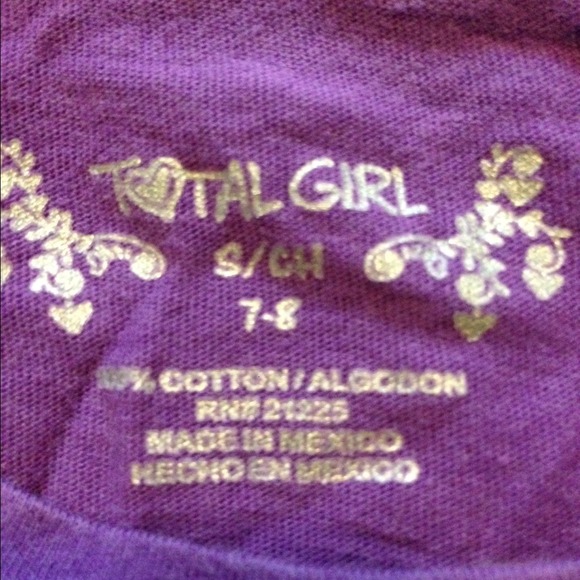 TOTAL GIRL
S/CH
7-8
COTTON/ALGODON
RN# 21225
MADE IN MEXICO
HECHO EN MEXICO